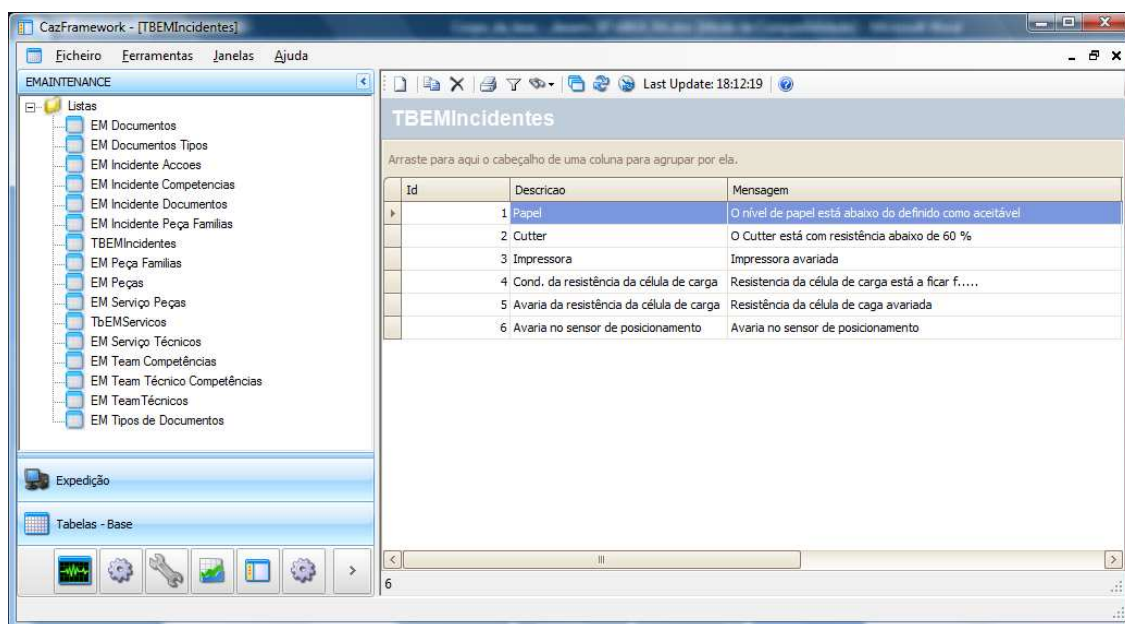 CazFramework - [TBEMIncidentes]
Ficheiro Ferramentas Janelas Ajuda
EMAINTENANCE
Listas
EM Documentos
EM Documentos Tipos
EM Incidente Accoes
EM Incidente Competencias
EM Incidente Documentos
EM Incidente Peça Familias
TBEMIncidentes
EM Peça Familias
EM Peças
EM Serviço Peças
TbEMServicos
EM Serviço Técnicos
EM Team Competências
EM Team Técnico Competências
EM TeamTécnicos
EM Tipos de Documentos
Expedição
Tabelas - Base
Last Update: 18:12:19
TBEMIncidentes
Arraste para aqui o cabeçalho de uma coluna para agrupar por ela.
Id Descricao Mensagem
1 Papel O nível de papel está abaixo do definido como aceitável
2 Cutter O Cutter está com resistência abaixo de 60 %
3 Impressora Impressora avariada
4 Cond. da resistência da célula de carga Resistencia da célula de carga está a ficar f.....
5 Avaria da resistência da célula de carga Resistência da célula de caga avariada
6 Avaria no sensor de posicionamento Avaria no sensor de posicionamento
6